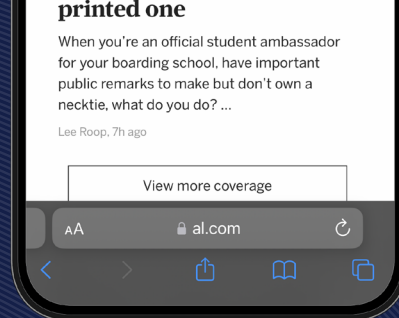 printed one
When you're an official student ambassador
for your boarding school, have important
public remarks to make but don't own a
necktie, what do you do? ...
Lee Roop, 7h ago
View more coverage
AA al.com